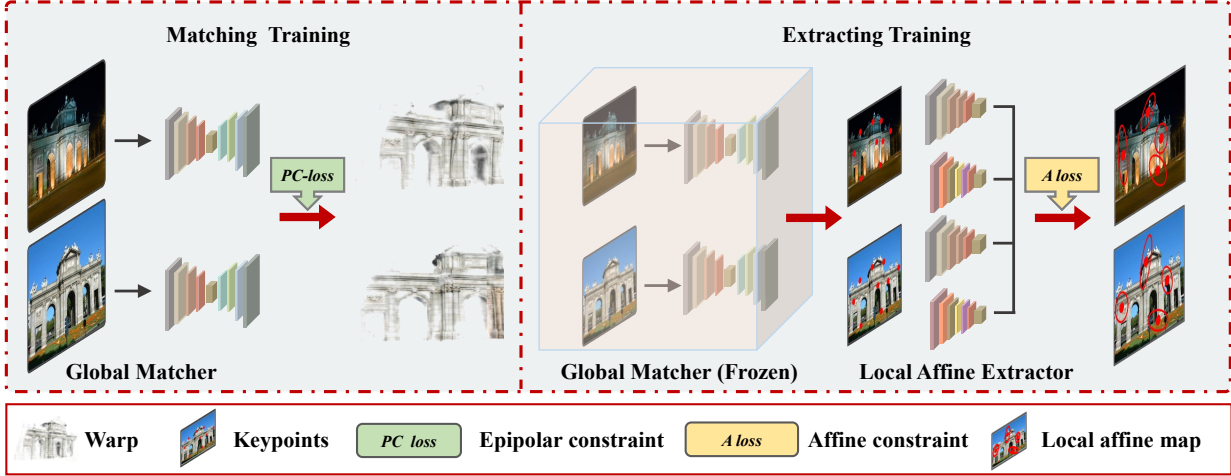 Matching Training
Extracting Training
PC-loss
A loss
Global Matcher
Global Matcher (Frozen)
Local Affine Extractor
Warp
Keypoints
PC loss
Epipolar constraint
A loss
Affine constraint
Local affine map